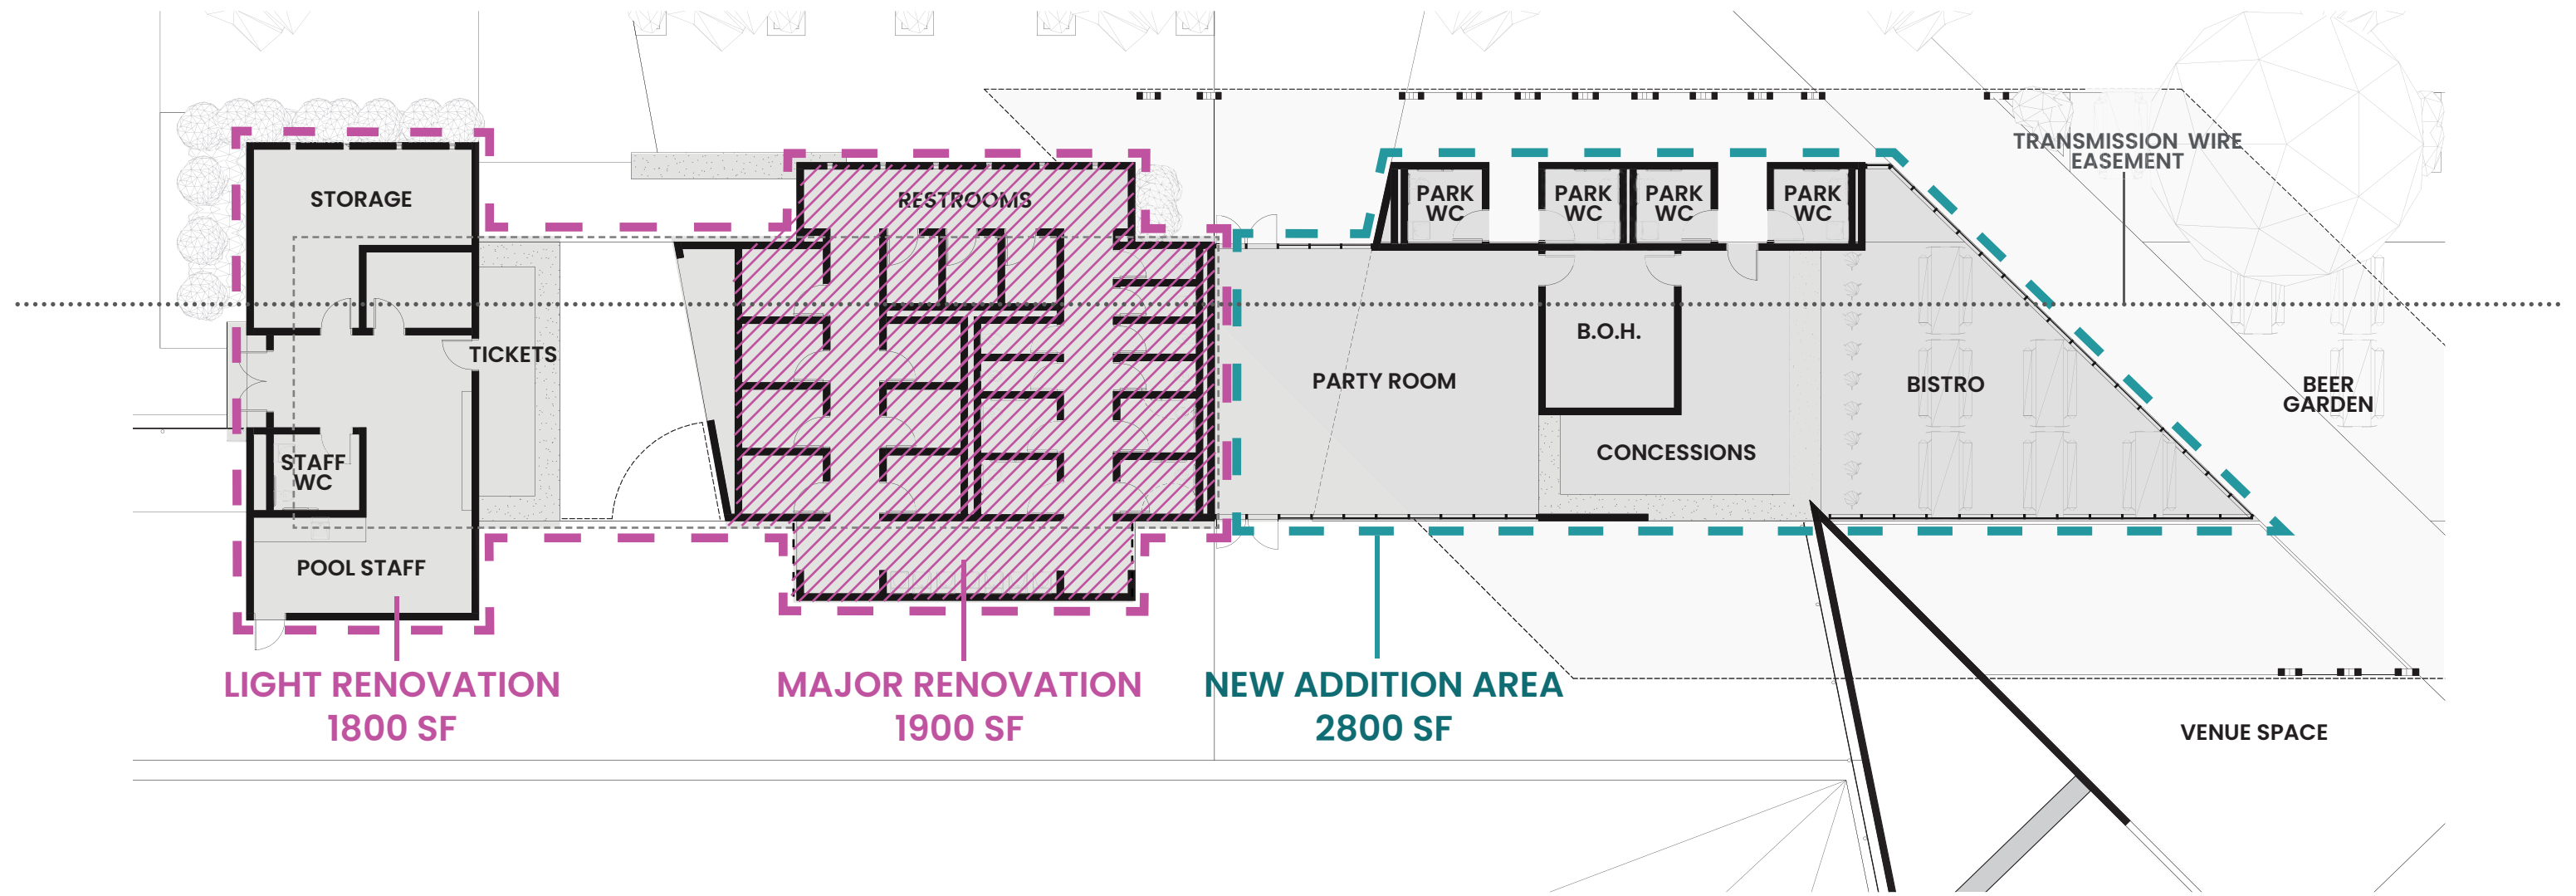 TRANSMISSION WIRE
EASEMENT
STORAGE
RESTROOMS
PARK
WC
PARK
WC
PARK
WC
PARK
WC
TICKETS
B.O.H.
PARTY ROOM
BISTRO
BEER
GARDEN
CONCESSIONS
STAFF
WC
POOL STAFF
LIGHT RENOVATION
1800 SF
MAJOR RENOVATION
1900 SF
NEW ADDITION AREA
2800 SF
VENUE SPACE